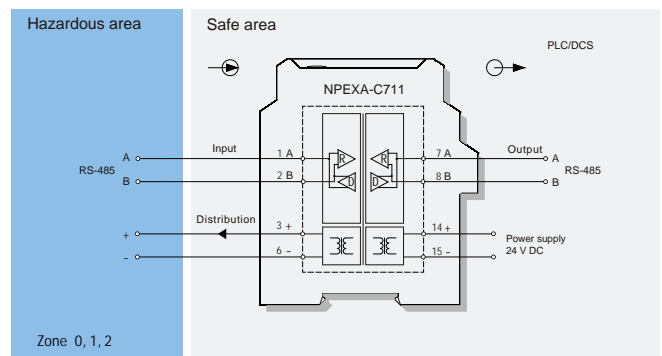 Hazardous area
Safe area
PLC/DCS
NPEXA-C711
Input
1 A
R
R
7 A
Output
A
A
RS-485
RS-485
B
2 B
D
D
8 B
B
Distribution
+
3 +
14 +
Power supply
24 V DC
–
6 –
15 –
Zone 0, 1, 2